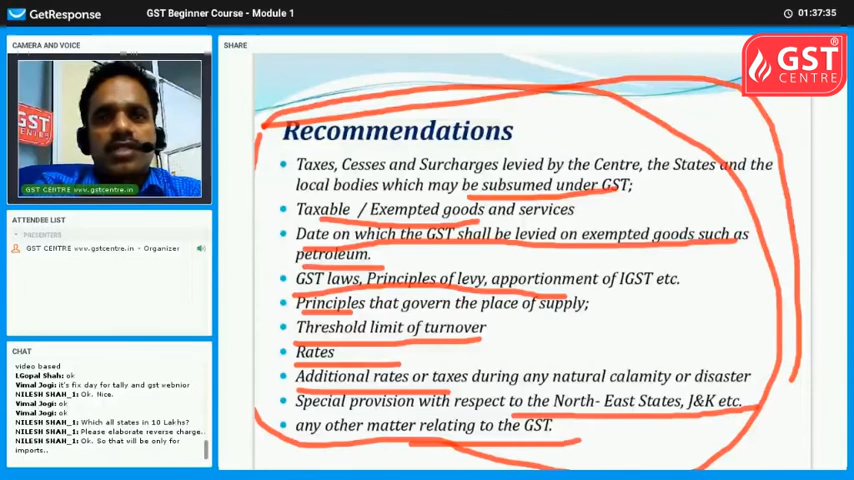 GetResponse
GST Beginner Course - Module 1
01:37:35
CAMERA AND VOICE
GST
CENTRE
GST CENTRE www.gstcentre.in
ATTENDEE LIST
PRESENTERS
GST CENTRE www.gstcentre.in - Organizer
CHAT
video based
LGopal Shah: ok
Vimal Jogi: it's fix day for tally and gst webnior
NILESH SHAH_1: Ok. Nice.
Vimal Jogi: ok
Vimal Jogi: ok
NILESH SHAH_1: Which all states in 10 Lakhs?
NILESH SHAH_1: Please elaborate reverse charge..
NILESH SHAH_1: Ok. So that will be only for
imports..
SHARE
GST
CENTRE
®
Recommendations
• Taxes, Cesses and Surcharges levied by the Centre, the States and the
local bodies which may be subsumed under GST;
• Taxable / Exempted goods and services
• Date on which the GST shall be levied on exempted goods such as
petroleum.
• GST laws, Principles of levy, apportionment of IGST etc.
• Principles that govern the place of supply;
• Threshold limit of turnover
• Rates
• Additional rates or taxes during any natural calamity or disaster
• Special provision with respect to the North- East States, J&K etc.
• any other matter relating to the GST.